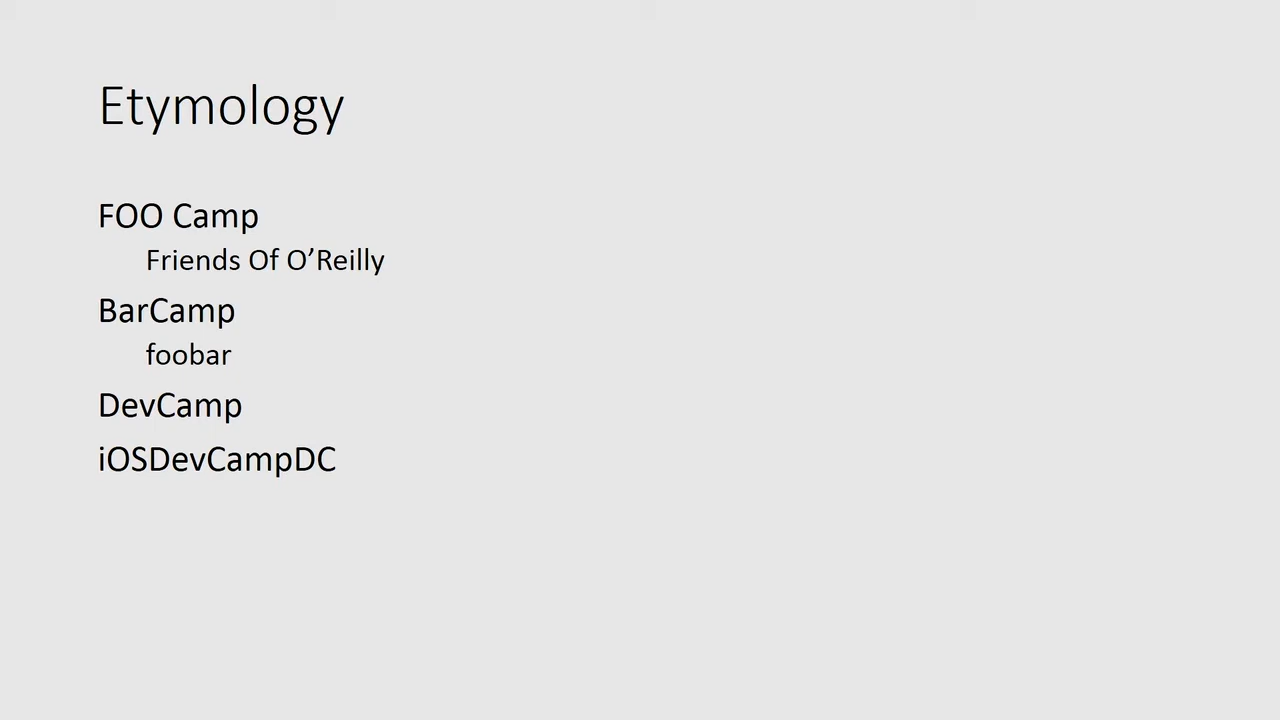 Etymology
FOO Camp
Friends Of O’Reilly
BarCamp
foobar
DevCamp
iOSDevCampDC